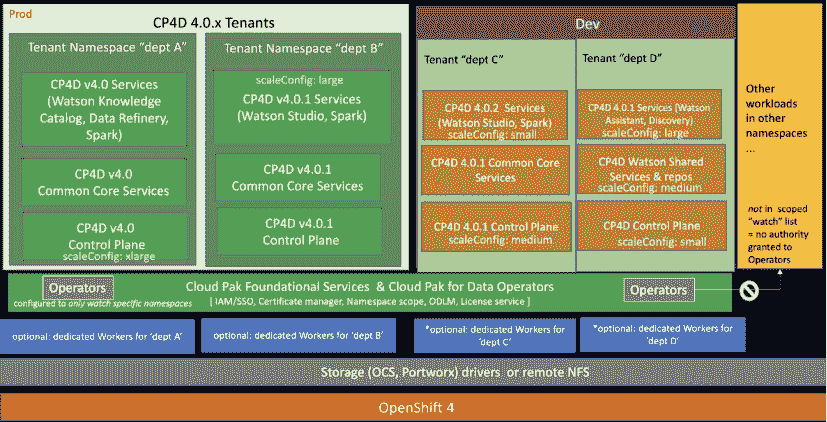 Prod
CP4D 4.0.x Tenants
Tenant Namespace “dept A”
CP4D v4.0 Services
(Watson Knowledge
Catalog, Data Refinery,
Spark)
CP4D v4.0
Common Core Services
CP4D v4.0
Control Plane
scaleConfig: xlarge
Tenant Namespace “dept B”
scaleConfig: large
CP4D v4.0.1 Services
(Watson Studio, Spark)
CP4D v4.0.1
Common Core Services
CP4D v4.0.1
Control Plane
Dev
Tenant “dept C”
CP4D 4.0.2 Services
(Watson Studio, Spark)
scaleConfig: small
CP4D 4.0.1 Common Core
Services
CP4D 4.0.1 Control Plane
scaleConfig: medium
Tenant “dept D”
CP4D 4.0.1 Services (Watson
Assistant, Discovery)
scaleConfig: large
CP4D Watson Shared
Services & repos
scaleConfig: medium
CP4D Control Plane
scaleConfig: small
Other
workloads
in other
namespaces
...
not in scoped
“watch” list
= no authority
granted to
Operators
Operators
configured to only watch specific namespaces
Cloud Pak Foundational Services & Cloud Pak for Data Operators
[ IAM/SSO, Certificate manager, Namespace scope, ODLM, License service ]
Operators
optional: dedicated Workers for ‘dept A’
optional: dedicated Workers for ‘dept B’
*optional: dedicated Workers for
‘dept C’
*optional: dedicated Workers for
‘dept D’
Storage (OCS, Portworx) drivers or remote NFS
OpenShift 4